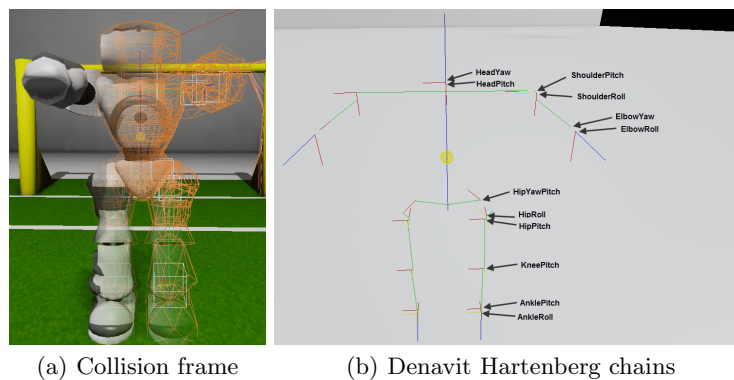 HeadYaw
HeadPitch
ShoulderPitch
ShoulderRoll
ElbowYaw
ElbowRoll
HipYawPitch
HipRoll
HipPitch
KneePitch
AnklePitch
AnkleRoll
(a) Collision frame
(b) Denavit Hartenberg chains